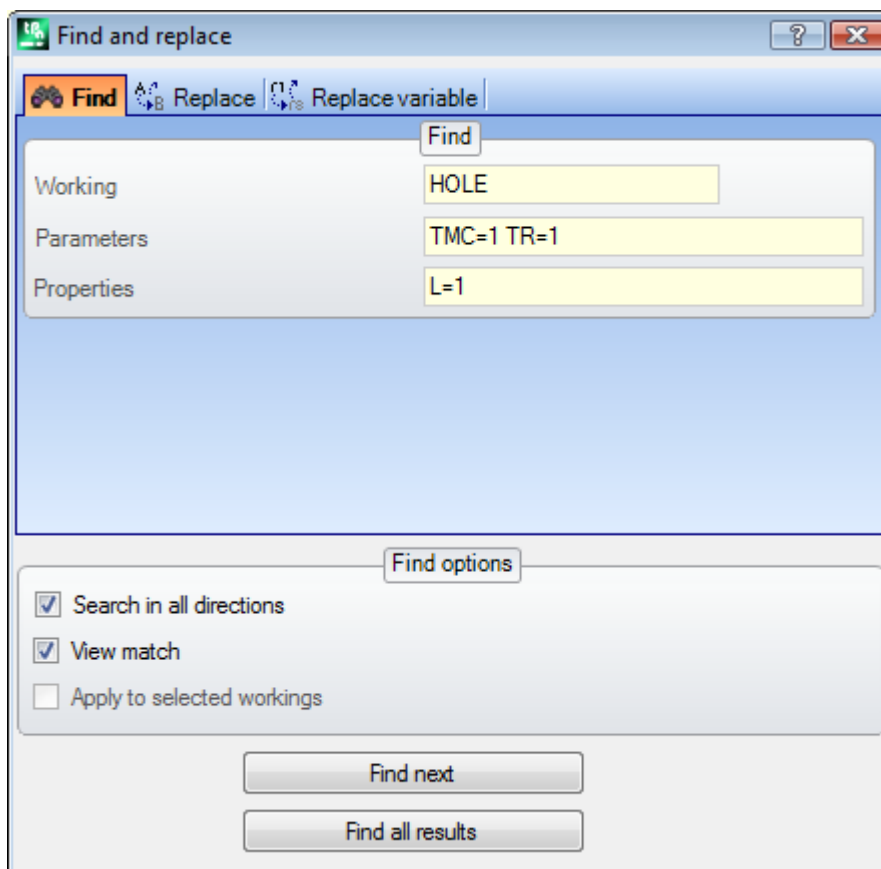 Find and replace
Find Replace Replace variable
Find
Working HOLE
Parameters TMC=1 TR=1
Properties L=1
Find options
Search in all directions
View match
Apply to selected workings
Find next
Find all results